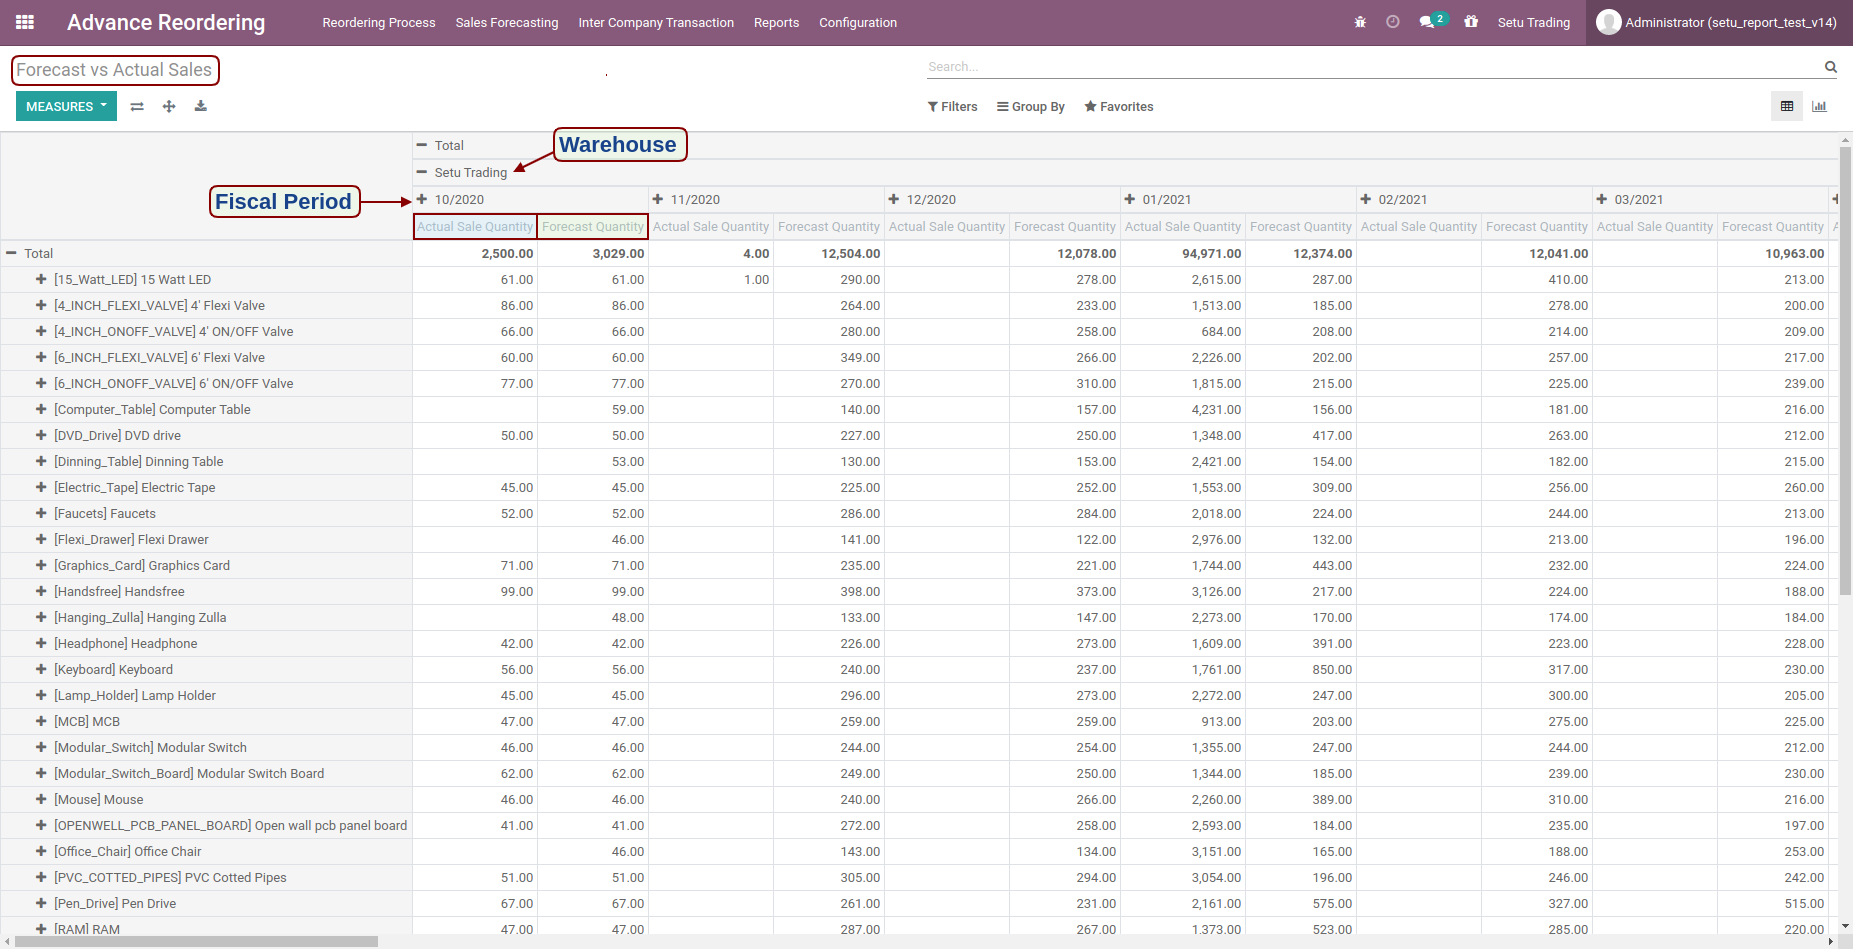 Advance Reordering Reordering Process Sales Forecasting Inter Company Transaction Reports Configuration 2 Setu Trading Administrator (setu_report_test_v14)
Forecast vs Actual Sales Search...
MEASURES Filters Group By Favorites
Total
Warehouse
Setu Trading
Fiscal Period
10/2020 11/2020 12/2020 01/2021 02/2021 03/2021
Actual Sale Quantity Forecast Quantity Actual Sale Quantity Forecast Quantity Actual Sale Quantity Forecast Quantity Actual Sale Quantity Forecast Quantity Actual Sale Quantity Forecast Quantity Actual Sale Quantity Forecast Quantity
Total 2,500.00 3,029.00 4.00 12,504.00 12,078.00 94,971.00 12,374.00 12,041.00 10,963.00
[15_Watt_LED] 15 Watt LED 61.00 61.00 1.00 290.00 278.00 2,615.00 287.00 410.00 213.00
[4_INCH_FLEXI_VALVE] 4' Flexi Valve 86.00 86.00 264.00 233.00 1,513.00 185.00 278.00 200.00
[4_INCH_ONOFF_VALVE] 4' ON/OFF Valve 66.00 66.00 280.00 258.00 684.00 208.00 214.00 209.00
[6_INCH_FLEXI_VALVE] 6' Flexi Valve 60.00 60.00 349.00 266.00 2,226.00 202.00 257.00 217.00
[6_INCH_ONOFF_VALVE] 6' ON/OFF Valve 77.00 77.00 270.00 310.00 1,815.00 215.00 225.00 239.00
[Computer_Table] Computer Table 59.00 140.00 157.00 4,231.00 156.00 181.00 216.00
[DVD_Drive] DVD drive 50.00 50.00 227.00 250.00 1,348.00 417.00 263.00 212.00
[Dinning_Table] Dinning Table 53.00 130.00 153.00 2,421.00 154.00 182.00 215.00
[Electric_Tape] Electric Tape 45.00 45.00 225.00 252.00 1,553.00 309.00 256.00 260.00
[Faucets] Faucets 52.00 52.00 286.00 284.00 2,018.00 224.00 244.00 213.00
[Flexi_Drawer] Flexi Drawer 46.00 141.00 122.00 2,976.00 132.00 213.00 196.00
[Graphics_Card] Graphics Card 71.00 71.00 235.00 221.00 1,744.00 443.00 232.00 224.00
[Handsfree] Handsfree 99.00 99.00 398.00 373.00 3,126.00 217.00 224.00 188.00
[Hanging_Zulla] Hanging Zulla 48.00 133.00 147.00 2,273.00 170.00 174.00 184.00
[Headphone] Headphone 42.00 42.00 226.00 273.00 1,609.00 391.00 223.00 228.00
[Keyboard] Keyboard 56.00 56.00 240.00 237.00 1,761.00 850.00 317.00 230.00
[Lamp_Holder] Lamp Holder 45.00 45.00 296.00 273.00 2,272.00 247.00 300.00 205.00
[MCB] MCB 47.00 47.00 259.00 259.00 913.00 203.00 275.00 225.00
[Modular_Switch] Modular Switch 46.00 46.00 244.00 254.00 1,355.00 247.00 244.00 212.00
[Modular_Switch_Board] Modular Switch Board 62.00 62.00 249.00 250.00 1,344.00 185.00 239.00 230.00
[Mouse] Mouse 46.00 46.00 240.00 266.00 2,260.00 389.00 310.00 216.00
[OPENWELL_PCB_PANEL_BOARD] Open wall pcb panel board 41.00 41.00 272.00 258.00 2,593.00 184.00 235.00 197.00
[Office_Chair] Office Chair 46.00 143.00 134.00 3,151.00 165.00 188.00 253.00
[PVC_COTTED_PIPES] PVC Cotted Pipes 51.00 51.00 305.00 294.00 3,054.00 196.00 246.00 242.00
[Pen_Drive] Pen Drive 67.00 67.00 261.00 231.00 2,161.00 575.00 327.00 515.00
[RAM] RAM 47.00 47.00 287.00 267.00 1,373.00 523.00 285.00 220.00